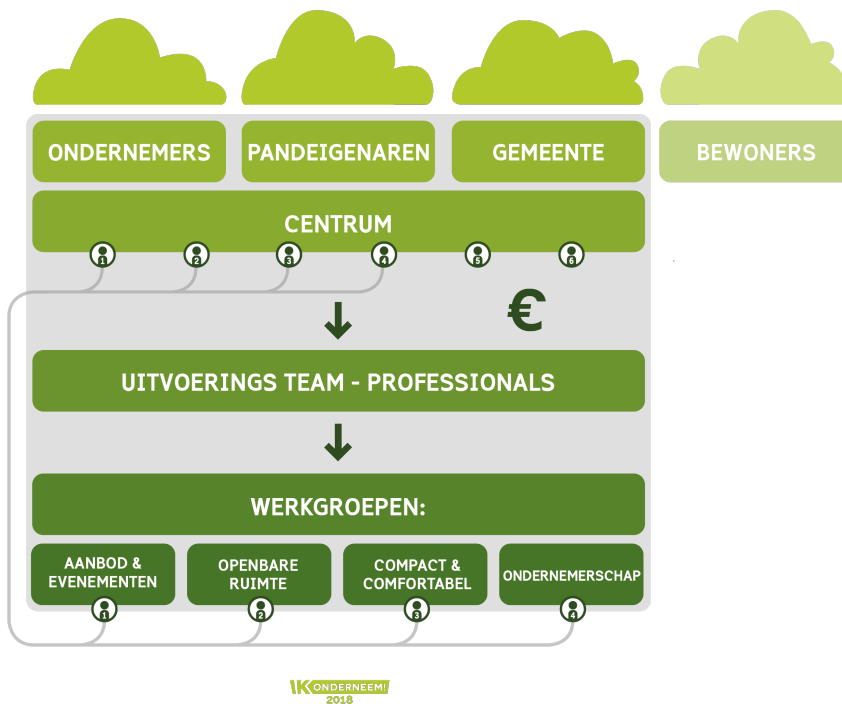 ONDERNEMERS
PANDEIGENAREN
GEMEENTE
BEWONERS
CENTRUM
1
2
3
4
5
6
€
UITVOERINGS TEAM - PROFESSIONALS
WERKGROEPEN:
AANBOD &
EVENEMENTEN
OPENBARE
RUIMTE
COMPACT &
COMFORTABEL
ONDERNEMERSCHAP
1
2
3
4
IK ONDERNEEM!
2018